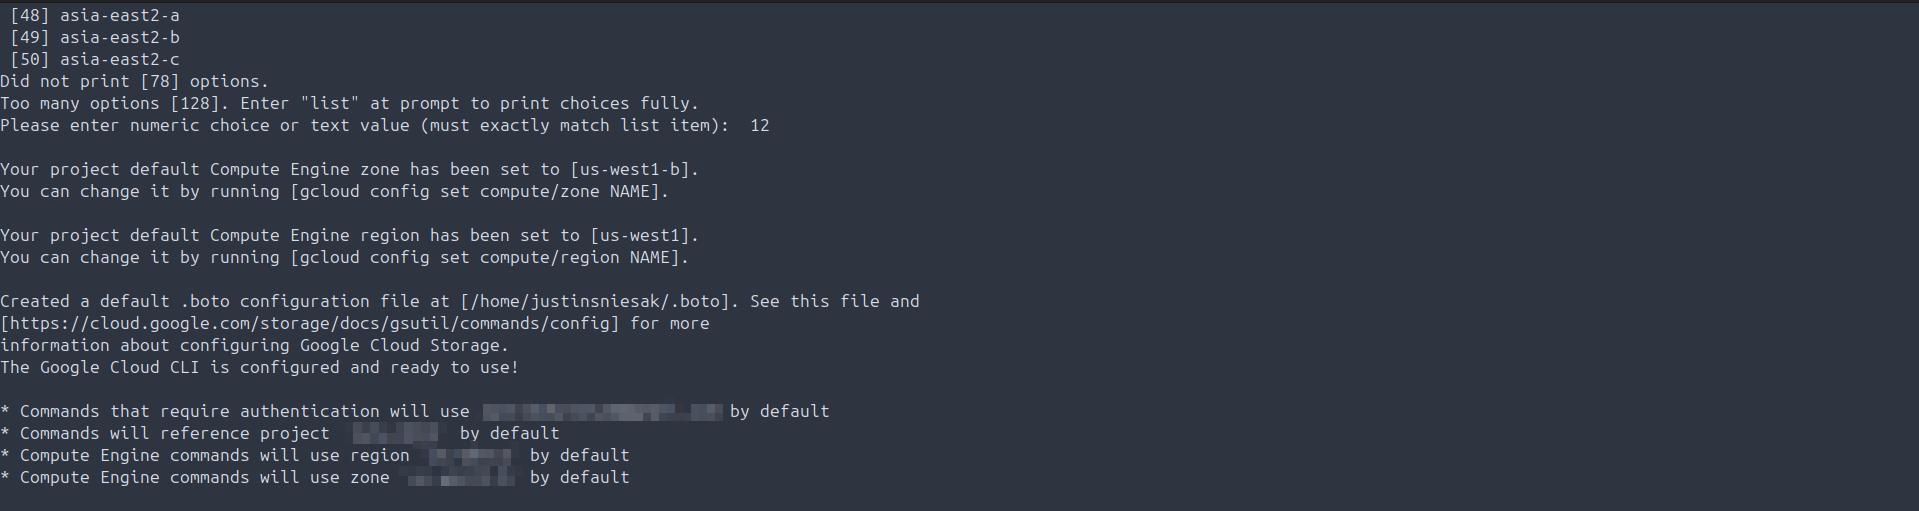 [48] asia-east2-a
[49] asia-east2-b
[50] asia-east2-c
Did not print [78] options.
Too many options [128]. Enter "list" at prompt to print choices fully.
Please enter numeric choice or text value (must exactly match list item):  12
Your project default Compute Engine zone has been set to [us-west1-b].
You can change it by running [gcloud config set compute/zone NAME].
Your project default Compute Engine region has been set to [us-west1].
You can change it by running [gcloud config set compute/region NAME].
Created a default .boto configuration file at [/home/justinsniesak/.boto]. See this file and
[https://cloud.google.com/storage/docs/gsutil/commands/config] for more
information about configuring Google Cloud Storage.
The Google Cloud CLI is configured and ready to use!
* Commands that require authentication will use by default
* Commands will reference project by default
* Compute Engine commands will use region by default
* Compute Engine commands will use zone by default